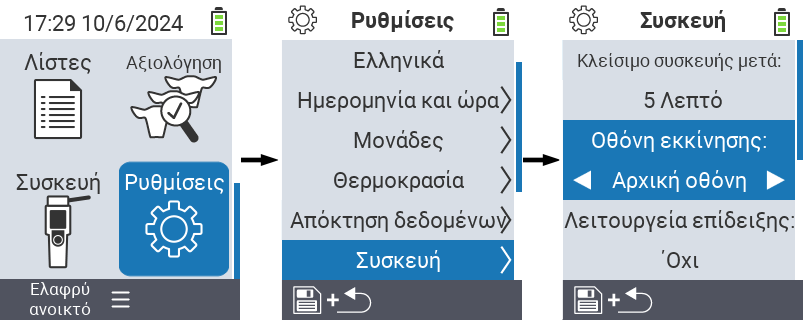 17:29 10/6/2024
Λίστες
Αξιολόγηση
Συσκευή
Ρυθμίσεις
Ελαφρύ
ανοικτό
Ρυθμίσεις
Ελληνικά
Ημερομηνία και ώρα
Μονάδες
Θερμοκρασία
Απόκτηση δεδομένων
Συσκευή
+
Συσκευή
Κλείσιμο συσκευής μετά:
5 Λεπτό
Οθόνη εκκίνησης:
Αρχική οθόνη
Λειτουργεία επίδειξης:
΄Οχι
+